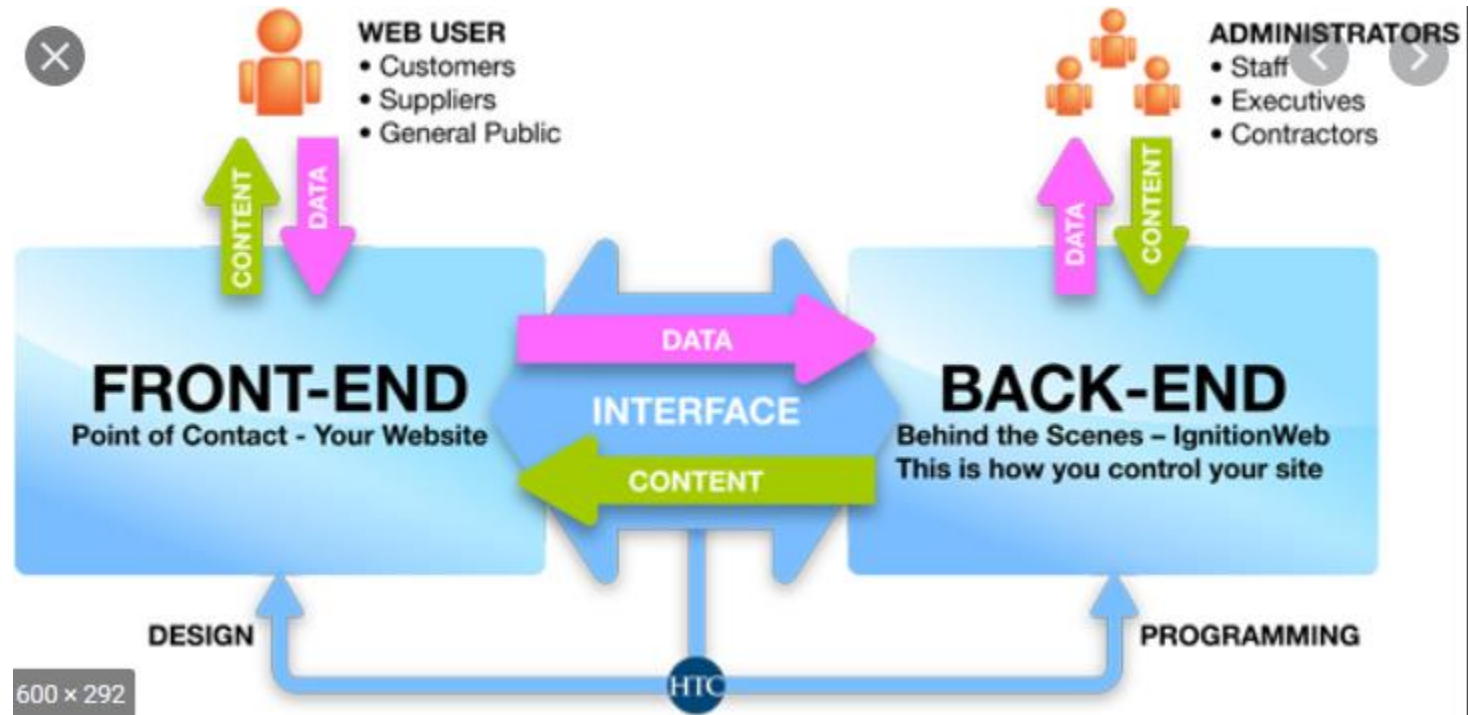 WEB USER
• Customers
• Suppliers
• General Public
ADMINISTRATORS
• Staff
• Executives
• Contractors
CONTENT
DATA
DATA
CONTENT
FRONT-END
Point of Contact - Your Website
DATA
INTERFACE
CONTENT
BACK-END
Behind the Scenes – IgnitionWeb
This is how you control your site
DESIGN
PROGRAMMING
HTC
600 × 292